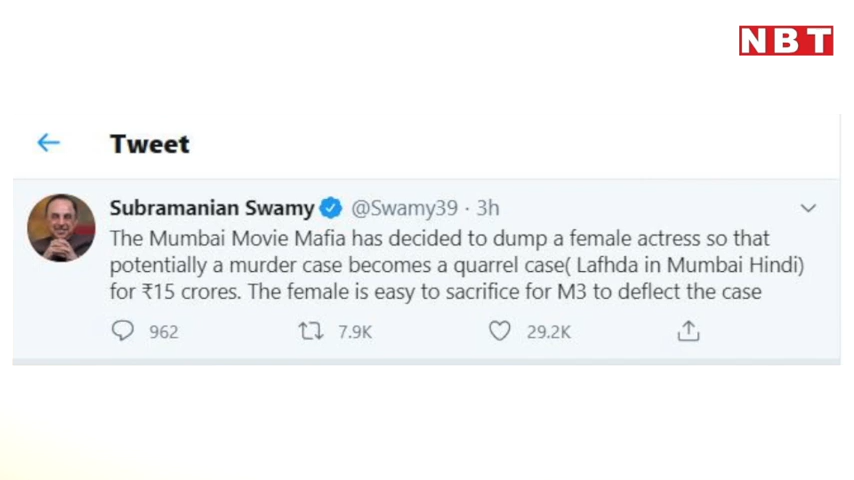 NBT
Tweet
Subramanian Swamy @Swamy39 · 3h
The Mumbai Movie Mafia has decided to dump a female actress so that
potentially a murder case becomes a quarrel case( Lafhda in Mumbai Hindi)
for ₹15 crores. The female is easy to sacrifice for M3 to deflect the case
962 7.9K 29.2K